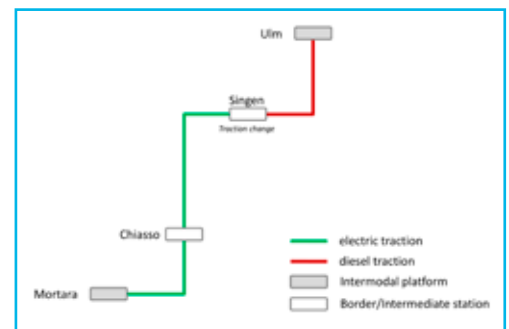 Ulm
Singen
Traction change
Chiasso
Mortara
electric traction
diesel traction
Intermodal platform
Border/Intermediate station